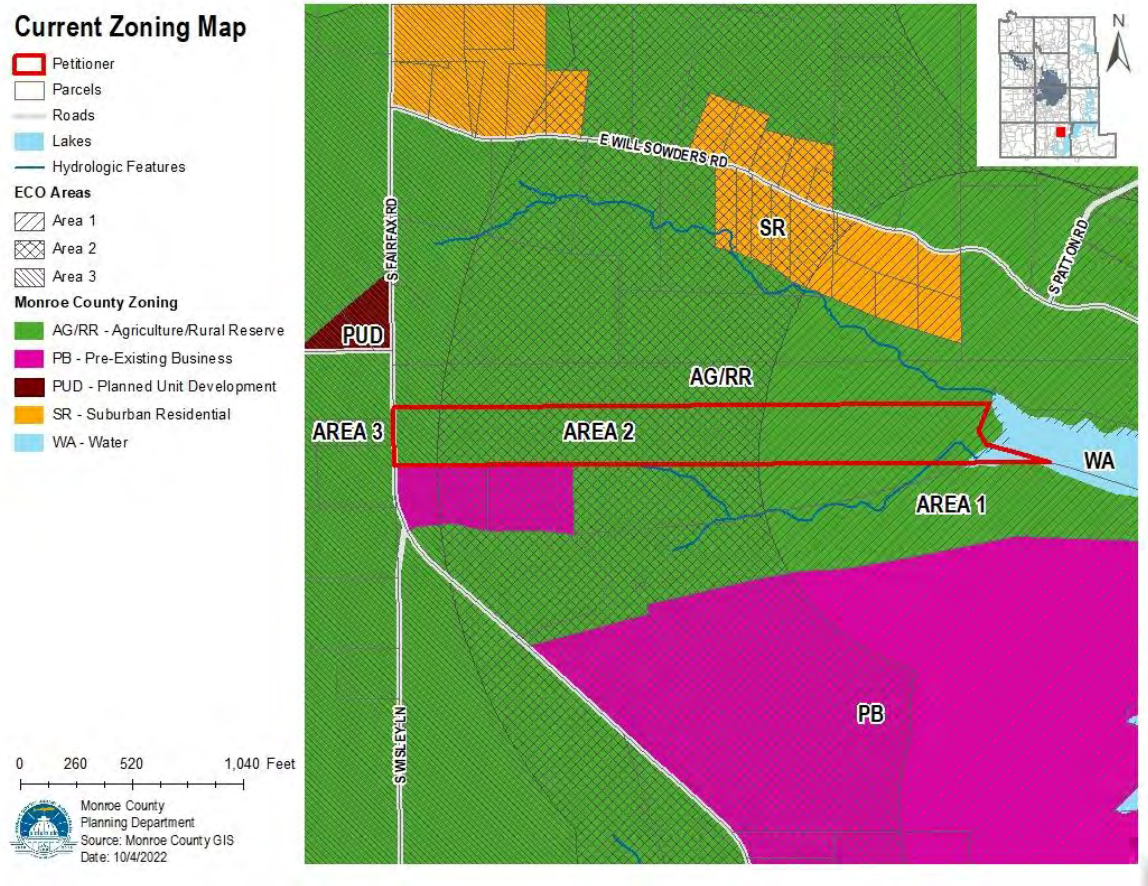 Current Zoning Map
Petitioner
Parcels
Roads
Lakes
Hydrologic Features
ECO Areas
Area 1
Area 2
Area 3
Monroe County Zoning
AG/RR - Agriculture/Rural Reserve
PB - Pre-Existing Business
PUD - Planned Unit Development
SR - Suburban Residential
WA - Water
0 260 520 1,040 Feet
Monroe County
Planning Department
Source: Monroe County GIS
Date: 10/4/2022
N
E WILL SOWDERS RD
S FAIRFAX RD
SR
S PATTON RD
PUD
AG/RR
AREA 3
AREA 2
WA
AREA 1
PB
S WISLEY LN